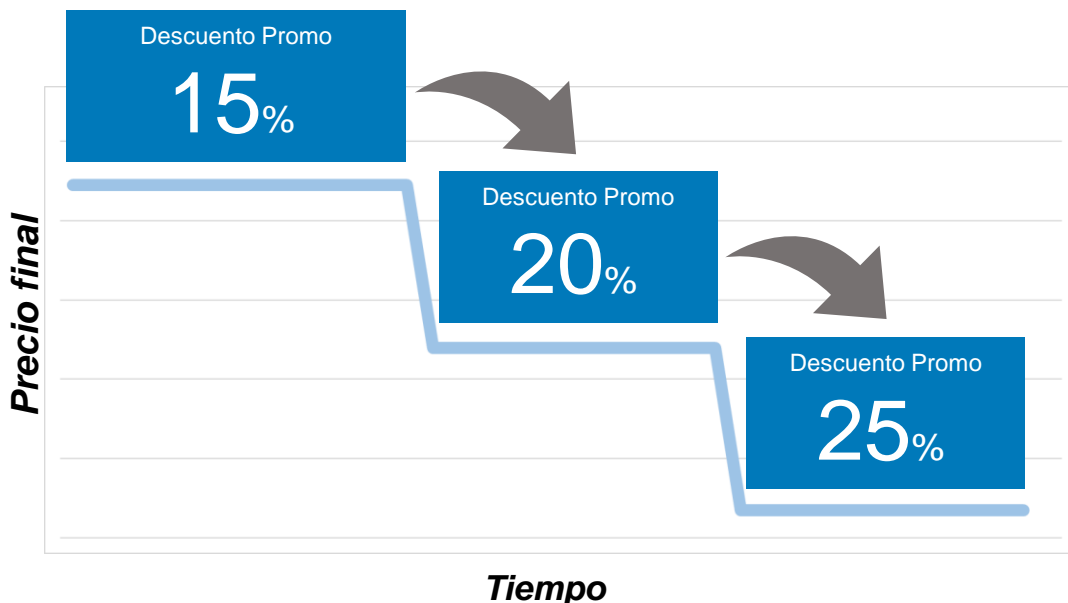 Descuento Promo
15%
Descuento Promo
20%
Descuento Promo
25%
Precio final
Tiempo